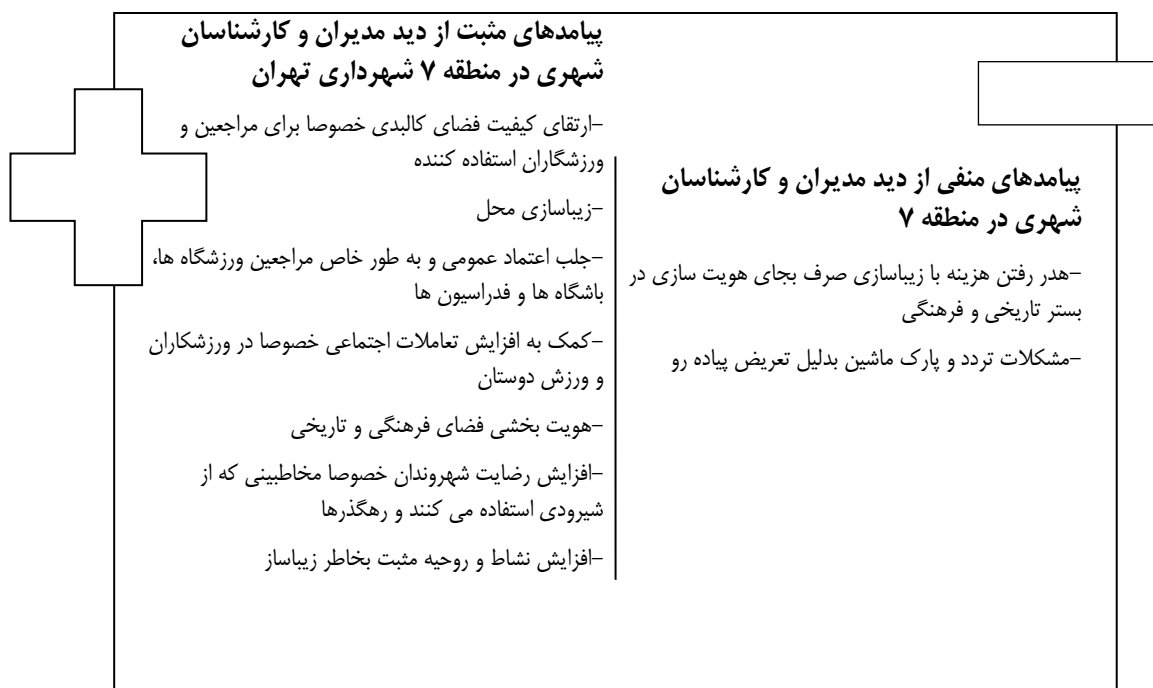 پیامدهای مثبت از دید مدیران و کارشناسان
شهری در منطقه ۷ شهرداری تهران
-ارتقای کیفیت فضای کالبدی خصوصا برای مراجعین و
ورزشگاران استفاده کننده
-زیباسازی محل
-جلب اعتماد عمومی و به طور خاص مراجعین ورزشگاه ها،
باشگاه ها و فدراسیون ها
-کمک به افزایش تعاملات اجتماعی خصوصا در ورزشکاران
و ورزش دوستان
-هویت بخشی فضای فرهنگی و تاریخی
-افزایش رضایت شهروندان خصوصا مخاطبینی که از
شیرودی استفاده می کنند و رهگذرها
-افزایش نشاط و روحیه مثبت بخاطر زیباساز
پیامدهای منفی از دید مدیران و کارشناسان
شهری در منطقه ۷
-هدر رفتن هزینه با زیباسازی صرف بجای هویت سازی در
بستر تاریخی و فرهنگی
-مشکلات تردد و پارک ماشین بدلیل تعریض پیاده رو